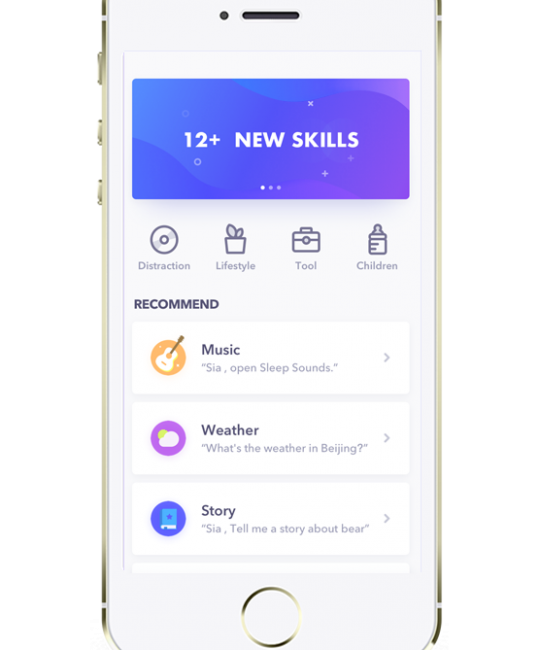 12+ NEW SKILLS
Distraction
Lifestyle
Tool
Children
RECOMMEND
Music
“Sia , open Sleep Sounds.”
Weather
“What's the weather in Beijing?”
Story
“Sia , Tell me a story about bear”